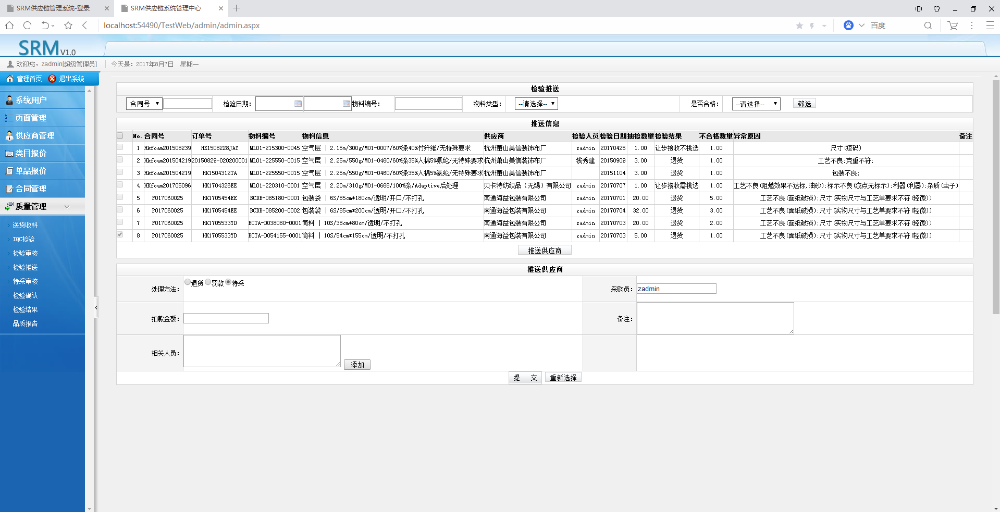 SRM供应链管理系统-登录
SRM供应链系统管理中心
localhost:54490/TestWeb/admin/admin.aspx
百度
SRM V1.0
欢迎您，zadmin[超级管理员] 今天是：2017年8月7日 星期一
管理首页 退出系统
系统用户
页面管理
供应商管理
类目报价
单品报价
合同管理
质量管理
送货收料
IQC检验
检验审核
检验推送
特采审核
检验确认
检验结果
品质报告
检验推送
合同号 检验日期： 物料编号： 物料类型： --请选择-- 是否合格： --请选择-- 筛选
推送信息
No. 合同号 订单号 物料编号 物料信息 供应商 检验人员 检验日期 抽检数量 检验结果 不合格数量 异常原因 备注
1 Hkfoam201508239 HK1508228JAY ML01-215300-0045 空气层 | 2.15m/300g/M01-0007/60%条40%竹纤维/无特殊要求 杭州萧山美信装饰布厂 zadmin 20170425 1.00 让步接收不挑选 1.00 尺寸(短码)
2 Hkfoam201504219 20150829-020200001 ML01-225550-0015 空气层 | 2.25m/550g/M01-0460/60%条35%人棉5%氨纶/无特殊要求 杭州萧山美信装饰布厂 钱秀建 20150909 3.00 退货 1.00 工艺不良;克重不符;
3 Hkfoam201504219 HK1504312TA ML01-225550-0015 空气层 | 2.25m/550g/M01-0460/60%条35%人棉5%氨纶/无特殊要求 杭州萧山美信装饰布厂 20151104 3.00 退货 1.00 包装不良;
4 HKfoam201705096 HK1704326EE ML01-220310-0001 空气层 | 2.20m/310g/M01-0668/100%条/Adaptive后处理 贝卡特纺织品（无锡）有限公司 zadmin 20170707 1.00 让步接收需挑选 1.00 工艺不良(阻燃效果不达标,油砂);标示不良(疵点无标示);利器(利器);杂质(虫子)
5 PO17060025 HK1705454EE BCDB-085180-0001 包装袋 | 6S/85cm*180cm/透明/开口/不打孔 南通海益包装有限公司 zadmin 20170701 20.00 退货 5.00 工艺不良(面纸破损);尺寸(实物尺寸与工艺单要求不符(轻微))
6 PO17060025 HK1705454EE BCDB-085200-0002 包装袋 | 6S/85cm*200cm/透明/开口/不打孔 南通海益包装有限公司 zadmin 20170704 32.00 退货 3.00 工艺不良(面纸破损);尺寸(实物尺寸与工艺单要求不符(轻微))
7 PO17060025 HK1705533YD BCTA-D038080-0001 筒料 | 10S/38cm*80cm/透明/不打孔 南通海益包装有限公司 zadmin 20170703 20.00 退货 2.00 工艺不良(面纸破损);尺寸(实物尺寸与工艺单要求不符(轻微))
8 PO17060025 HK1705533YD BCTA-D054155-0001 筒料 | 10S/54cm*155cm/透明/不打孔 南通海益包装有限公司 zadmin 20170703 5.00 退货 1.00 工艺不良(面纸破损);尺寸(实物尺寸与工艺单要求不符(轻微))
推送供应商
推送供应商
处理方法： 退货 罚款 特采 采购员： zadmin
扣款金额： 备注：
相关人员： 添加
提 交 重新选择